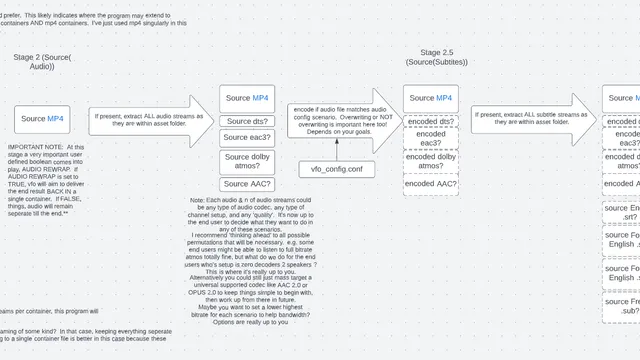 d prefer. This likely indicates where the program may extend to
containers AND mp4 containers. I've just used mp4 singularly in this
Stage 2 (Source(
Audio))
Stage 2.5
(Source(Subtites))
Source MP4
If present, extract ALL audio streams as
they are within asset folder.
Source MP4
Source dts?
Source eac3?
Source dolby
atmos?
Source AAC?
encode if audio file matches audio
config scenario. Overwriting or NOT
overwriting is important here too!
Depends on your goals.
vfo_config.conf
Source MP4
encoded dts?
encoded
eac3?
encoded dolby
atmos?
encoded AAC?
If present, extract ALL subtitle streams as
they are within asset folder.
Source
encoded d
encod
eac3
encoded d
atmo
encoded
source En
.srt?
source Fo
English .s
source Fo
English .s
source Fre
.sub?
IMPORTANT NOTE: At this
stage a very important user
defined boolean comes into
play, AUDIO REWRAP. if
AUDIO REWRAP is set to
TRUE, vfo will aim to deliver
the end result BACK IN a
single container. if FALSE,
things, audio will remain
seperate till the end.**
Note: Each audio & n of audio streams could
be any type of audio codec, any type of
channel setup, and any 'quility'. It's now up to
the end user to decide what they want to do in
any of these scenarios.
I recommend 'thinking ahead' to all possible
permutations that will be necessary. e.g. some
end users might be able to listen to full bitrate
atmos totally fine, but what do we do for the end
users who's setup is zero decoders 2 speakers ?
This is where it's really up to you.
Alternatively you could still just mass target a
universal supported codec like AAC 2.0 or
OPUS 2.0 to keep things simple to begin with,
then work up from there in future.
Maybe you want to set a lower highest
bitrate for each scenario to help bandwidth?
Options are really up to you
reams per container, this program will
aming of some kind? In that case, keeping everything seperate
g to a single container file is better in this case because these